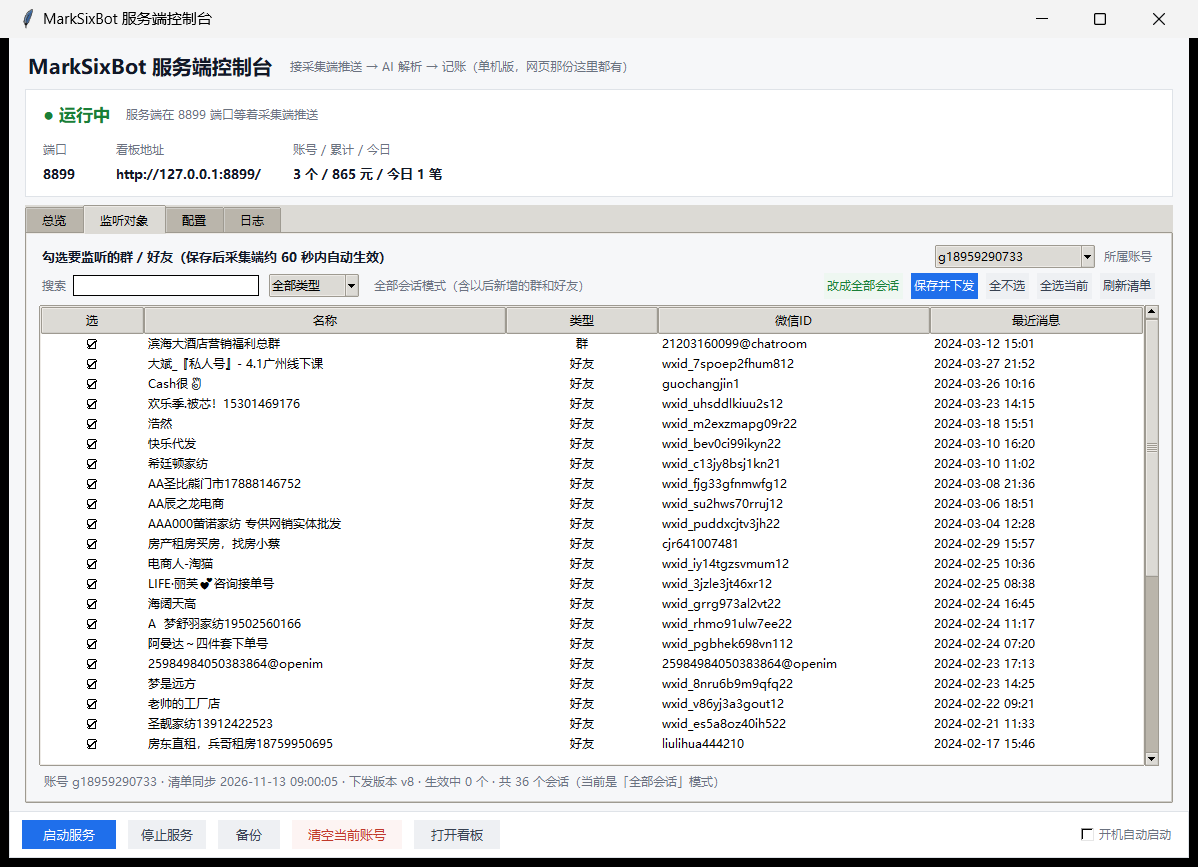 MarkSixBot 服务端控制台
MarkSixBot 服务端控制台 接采集端推送 → AI 解析 → 记账（单机版，网页那份这里都有）
● 运行中 服务端在 8899 端口等着采集端推送
端口 看板地址 账号 / 累计 / 今日
8899 http://127.0.0.1:8899/ 3 个 / 865 元 / 今日 1 笔
总览 监听对象 配置 日志
勾选要监听的群 / 好友（保存后采集端约 60 秒内自动生效） g18959290733 所属账号
搜索 全部类型 全部会话模式（含以后新增的群和好友） 改成全部会话 保存并下发 全不选 全选当前 刷新清单
选 名称 类型 微信ID 最近消息
滨海大酒店营销福利总群 群 21203160099@chatroom 2024-03-12 15:01
大斌_『私人号』- 4.1广州线下课 好友 wxid_7spoep2fhum812 2024-03-27 21:52
Cash很 好友 guochangjin1 2024-03-26 10:16
欢乐季.被芯！15301469176 好友 wxid_uhsddlkiuu2s12 2024-03-23 14:15
浩然 好友 wxid_m2exzmapg09r22 2024-03-18 15:51
快乐代发 好友 wxid_bev0ci99ikyn22 2024-03-10 16:20
希廷顿家纺 好友 wxid_c13jy8bsj1kn21 2024-03-10 11:02
AA圣比熊门市17888146752 好友 wxid_fjg33gfnmwfg12 2024-03-08 21:36
AA辰之龙电商 好友 wxid_su2hws70rruj12 2024-03-06 18:51
AAA000莆诺家纺 专供网销实体批发 好友 wxid_puddxcjtv3jh22 2024-03-04 12:28
房产租房买房，找房小蔡 好友 cjr641007481 2024-02-29 15:57
电商人-淘猫 好友 wxid_iy14tgzsvmum12 2024-02-25 10:36
LIFE·丽芙💕咨询接单号 好友 wxid_3jzle3jt46xr12 2024-02-25 08:38
海阔天高 好友 wxid_grrg973al2vt22 2024-02-24 16:45
A 梦舒羽家纺19502560166 好友 wxid_rhmo91ulw7ee22 2024-02-24 11:17
阿曼达～四件套下单号 好友 wxid_pgbhek698vn112 2024-02-24 07:20
25984984050383864@openim 好友 25984984050383864@openim 2024-02-23 17:13
梦是远方 好友 wxid_8nru6b9m9qfq22 2024-02-23 14:25
老帅的工厂店 好友 wxid_v86yj3a3gout12 2024-02-22 09:21
圣靓家纺13912422523 好友 wxid_es5a8oz40ih522 2024-02-21 11:33
房东直租，兵哥租房18759950695 好友 liulihua444210 2024-02-17 15:46
账号 g18959290733 · 清单同步 2026-11-13 09:00:05 · 下发版本 v8 · 生效中 0 个 · 共 36 个会话（当前是「全部会话」模式）
启动服务 停止服务 备份 清空当前账号 打开看板 开机自动启动